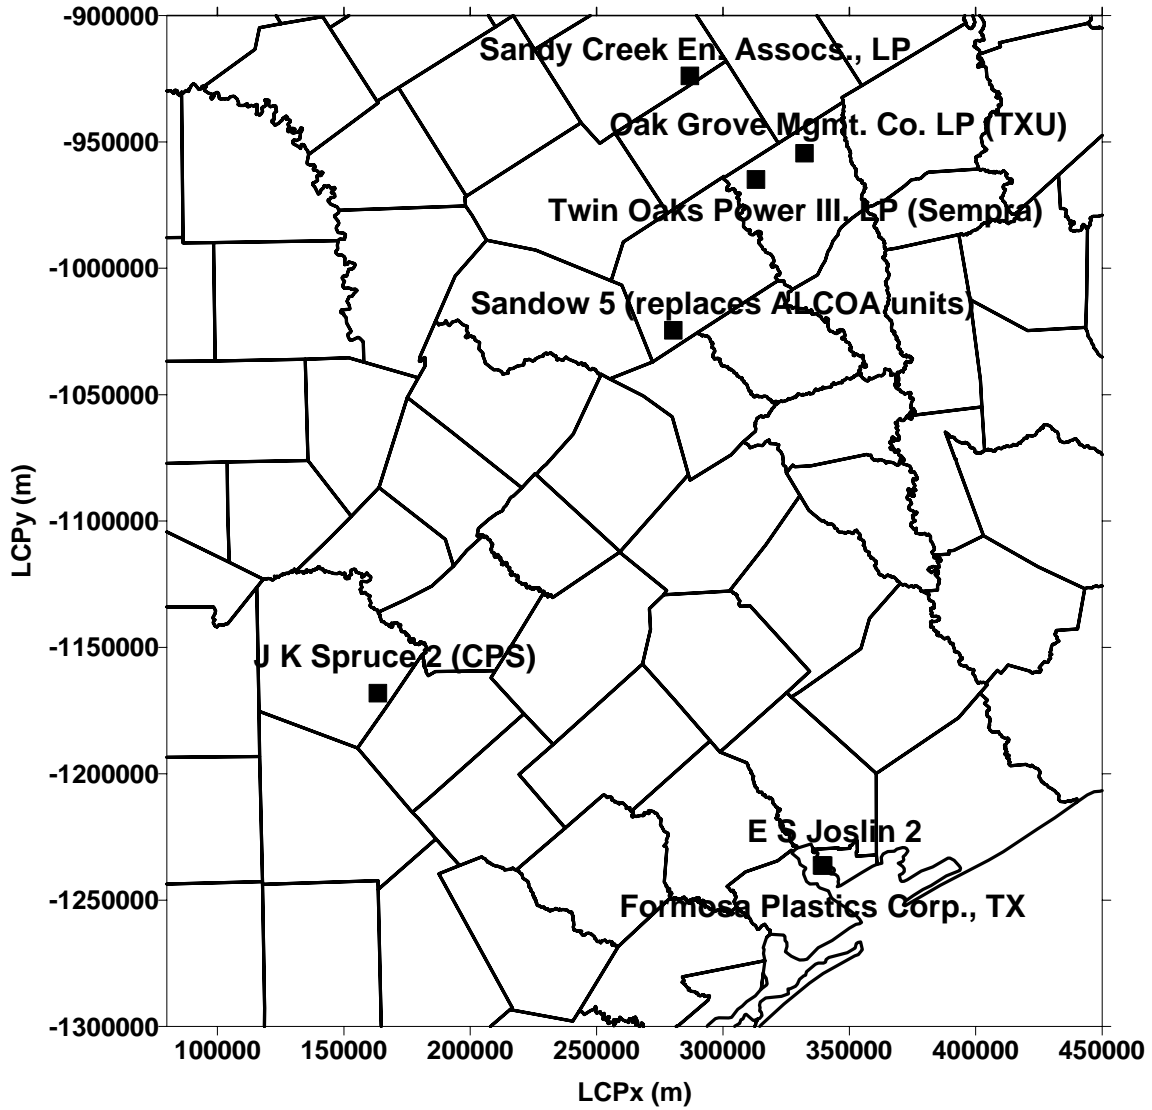 -900000
Sandy Creek En. Assocs., LP
Oak Grove Mgmt. Co. LP (TXU)
-950000
Twin Oaks Power III. LP (Sempra)
-1000000
Sandow 5 (replaces ALCOA units)
-1050000
LCPy (m)
-1100000
-1150000
J K Spruce 2 (CPS)
-1200000
E S Joslin 2
-1250000
Formosa Plastics Corp., TX
-1300000
100000 150000 200000 250000 300000 350000 400000 450000
LCPx (m)